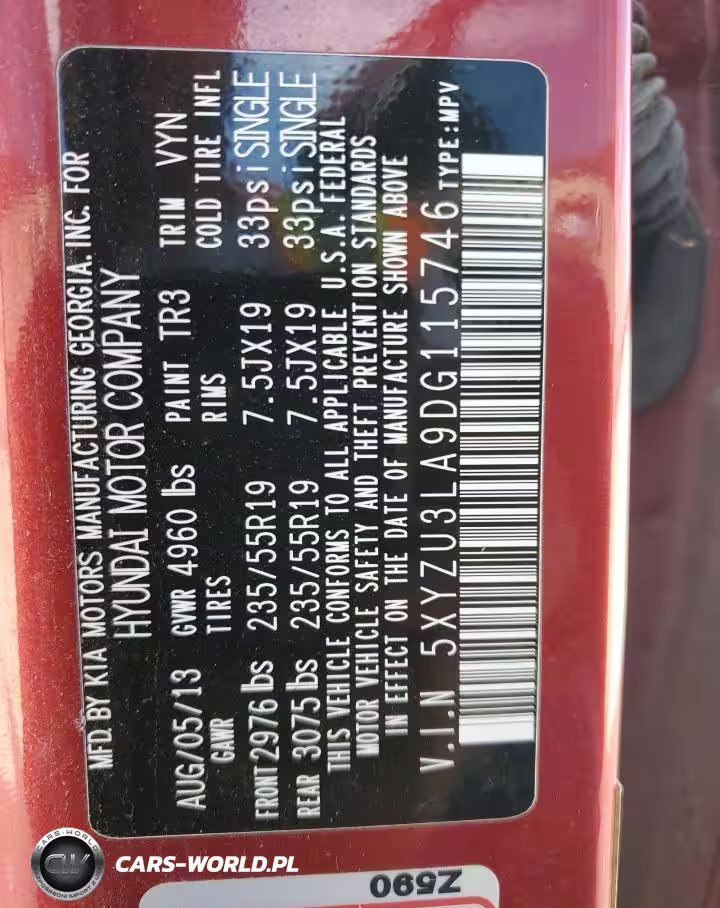 MFD. BY KIA MOTORS MANUFACTURING GEORGIA. INC. FOR
HYUNDAI MOTOR COMPANY
AUG/05/13 GVWR 4960 lbs PAINT TR3 TRIM VYN
GAWR TIRES RIMS COLD TIRE INFL
FRONT 2976 lbs 235/55R19 7.5JX19 33psi SINGLE
REAR 3075 lbs 235/55R19 7.5JX19 33psi SINGLE
THIS VEHICLE CONFORMS TO ALL APPLICABLE U.S.A. FEDERAL
MOTOR VEHICLE SAFETY AND THEFT PREVENTION STANDARDS
IN EFFECT ON THE DATE OF MANUFACTURE SHOWN ABOVE
V.I.N 5XYZU3LA9DG115746 TYPE:MPV
Z590
CARS-WORLD
CW
CARS-WORLD.PL